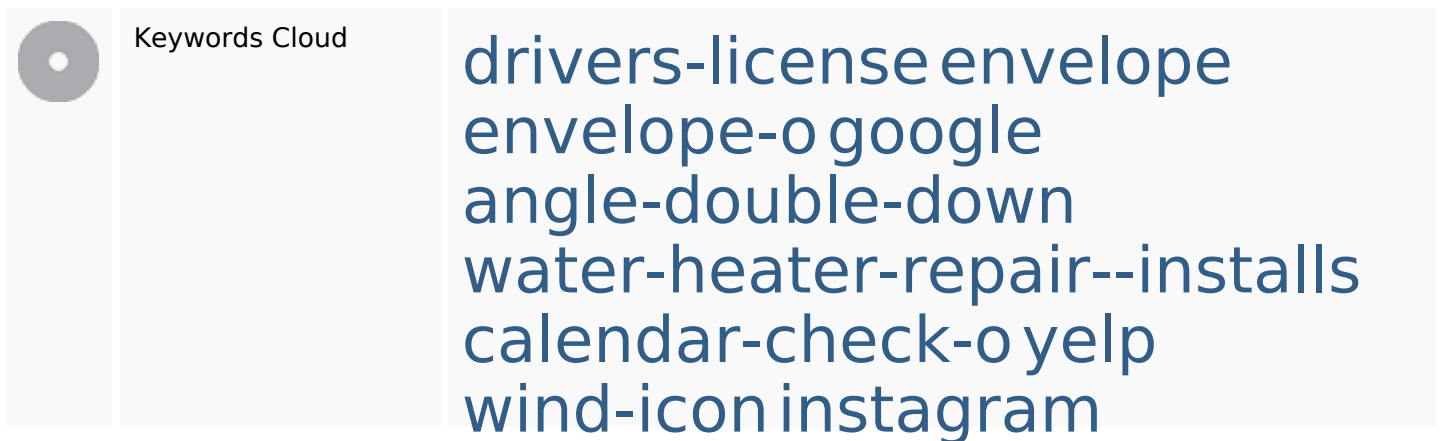 Keywords Cloud
drivers-license envelope
envelope-o google
angle-double-down
water-heater-repair--installs
calendar-check-o yelp
wind-icon instagram